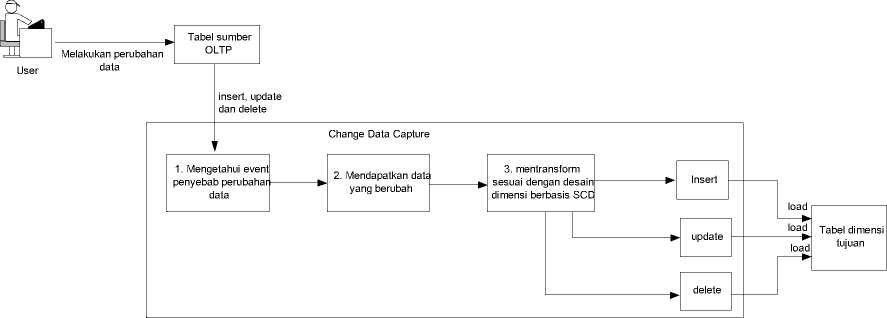 Tabel sumber
OLTP
Melakukan perubahan
data
User
insert, update
dan delete
Change Data Capture
1. Mengetahui event
penyebab perubahan
data
2. Mendapatkan data
yang berubah
3. mentransform
sesuai dengan desain
dimensi berbasis SCD
Insert
update
delete
load
load
load
Tabel dimensi
tujuan